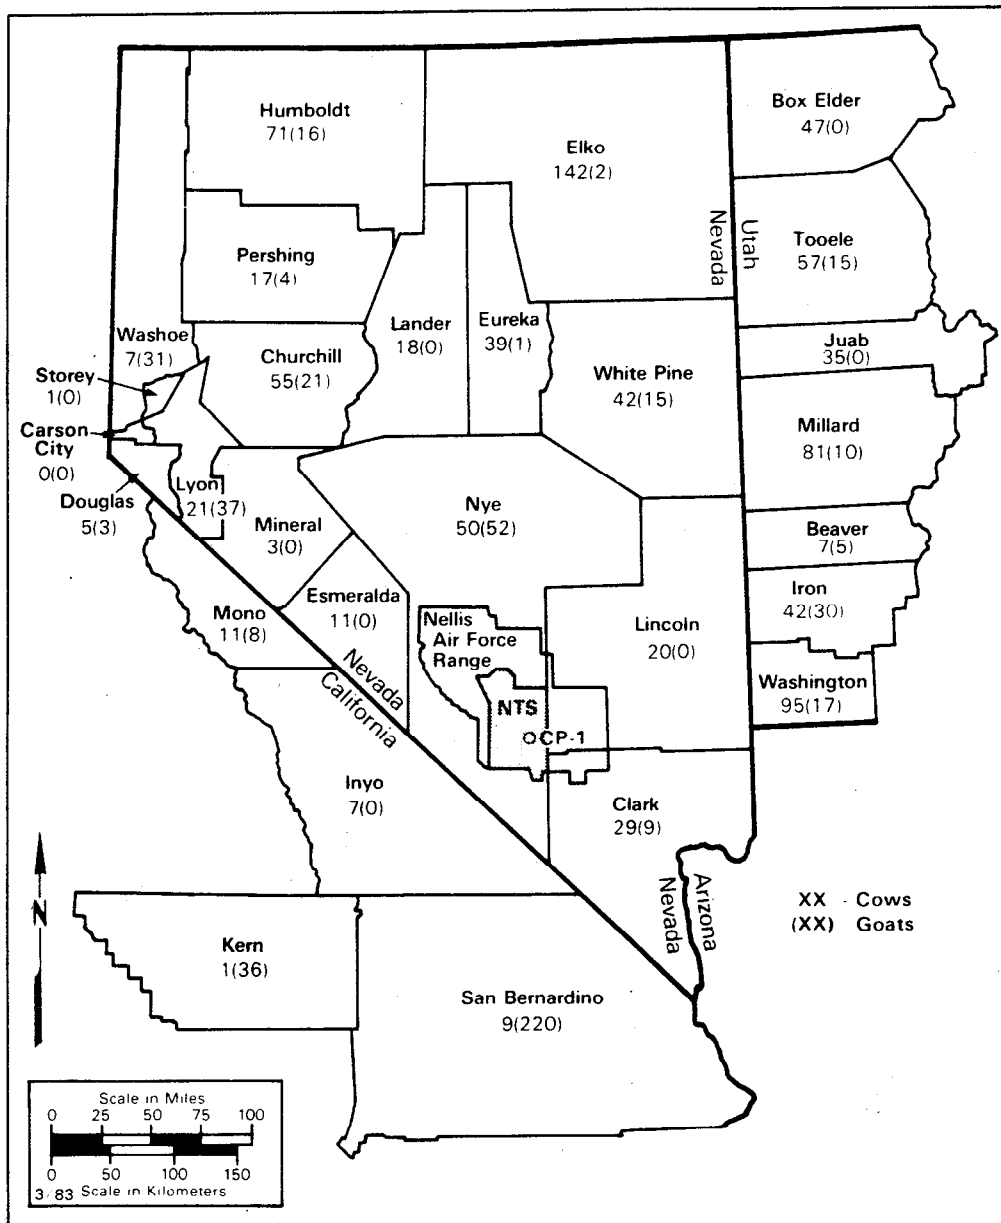 Humboldt
71(16)
Elko
142(2)
Box Elder
47(0)
Nevada
Utah
Tooele
57(15)
Pershing
17(4)
Washoe
7(31)
Lander
18(0)
Eureka
39(1)
Churchill
55(21)
Juab
35(0)
Storey
1(0)
White Pine
42(15)
Carson
City
0(0)
Millard
81(10)
Douglas
5(3)
Lyon
21(37)
Nye
50(52)
Mineral
3(0)
Beaver
7(5)
Iron
42(30)
Mono
11(8)
Esmeralda
11(0)
Nellis
Air Force
Range
Lincoln
20(0)
Washington
95(17)
Nevada
California
NTS
CP-1
Inyo
7(0)
Clark
29(9)
Arizona
Nevada
XX - Cows
(XX) Goats
N
Kern
1(36)
San Bernardino
9(220)
Scale in Miles
0 25 50 75 100
0 50 100 150
3/83 Scale in Kilometers